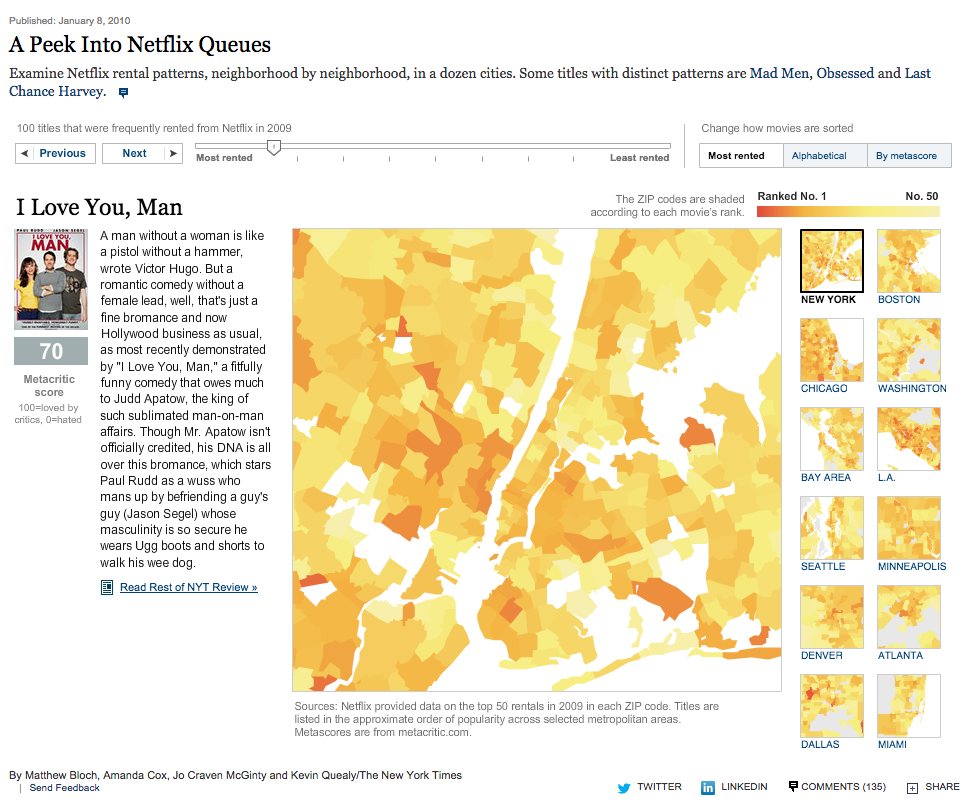 Published: January 8, 2010
A Peek Into Netflix Queues
Examine Netflix rental patterns, neighborhood by neighborhood, in a dozen cities. Some titles with distinct patterns are Mad Men, Obsessed and Last
Chance Harvey.
100 titles that were frequently rented from Netflix in 2009
Previous
Next
Most rented
Least rented
Change how movies are sorted
Most rented
Alphabetical
By metascore
I Love You, Man
The ZIP codes are shaded
according to each movie's rank.
Ranked No. 1
No. 50
PAUL RUDD
JASON SEGEL
I LOVE YOU,
MAN
70
Metacritic
score
100=loved by
critics, 0=hated
A man without a woman is like
a pistol without a hammer,
wrote Victor Hugo. But a
romantic comedy without a
female lead, well, that's just a
fine bromance and now
Hollywood business as usual,
as most recently demonstrated
by "I Love You, Man," a fitfully
funny comedy that owes much
to Judd Apatow, the king of
such sublimated man-on-man
affairs. Though Mr. Apatow isn't
officially credited, his DNA is all
over this bromance, which stars
Paul Rudd as a wuss who
mans up by befriending a guy's
guy (Jason Segel) whose
masculinity is so secure he
wears Ugg boots and shorts to
walk his wee dog.
Read Rest of NYT Review »
NEW YORK
BOSTON
CHICAGO
WASHINGTON
BAY AREA
L.A.
SEATTLE
MINNEAPOLIS
DENVER
ATLANTA
DALLAS
MIAMI
Sources: Netflix provided data on the top 50 rentals in 2009 in each ZIP code. Titles are
listed in the approximate order of popularity across selected metropolitan areas.
Metascores are from metacritic.com.
By Matthew Bloch, Amanda Cox, Jo Craven McGinty and Kevin Quealy/The New York Times
| Send Feedback
TWITTER
in LINKEDIN
COMMENTS (135)
SHARE